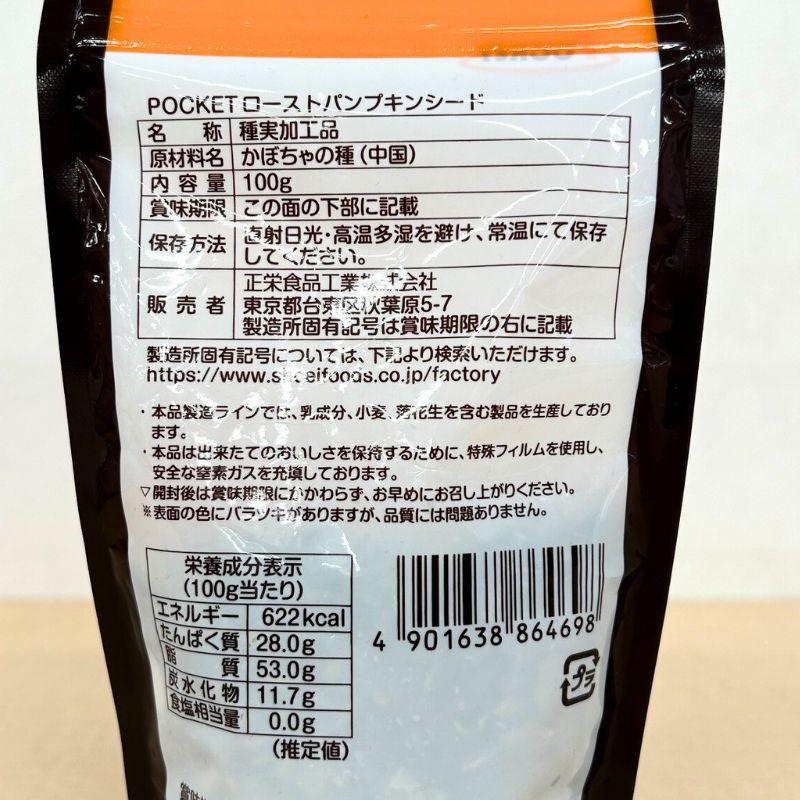 POCKETローストパンプキンシード
名称 種実加工品
原材料名 かぼちゃの種(中国)
内容量 100g
賞味期限 この面の下部に記載
保存方法 直射日光・高温多湿を避け、常温にて保存
してください。
販売者 正栄食品工業株式会社
東京都台東区秋葉原5-7
製造所固有記号は賞味期限の右に記載
製造所固有記号については、下記より検索いただけます。
https://www.shoeifoods.co.jp/factory
・本品製造ラインでは、乳成分、小麦、落花生を含む製品を生産しており
ます。
・本品は出来たてのおいしさを保持するために、特殊フィルムを使用し、
安全な窒素ガスを充填しております。
▽開封後は賞味期限にかかわらず、お早めにお召し上がりください。
※表面の色にバラツキがありますが、品質には問題ありません。
栄養成分表示
(100g当たり)
エネルギー 622kcal
たんぱく質 28.0g
脂質 53.0g
炭水化物 11.7g
食塩相当量 0.0g
(推定値)
4 901638 864698
プラ